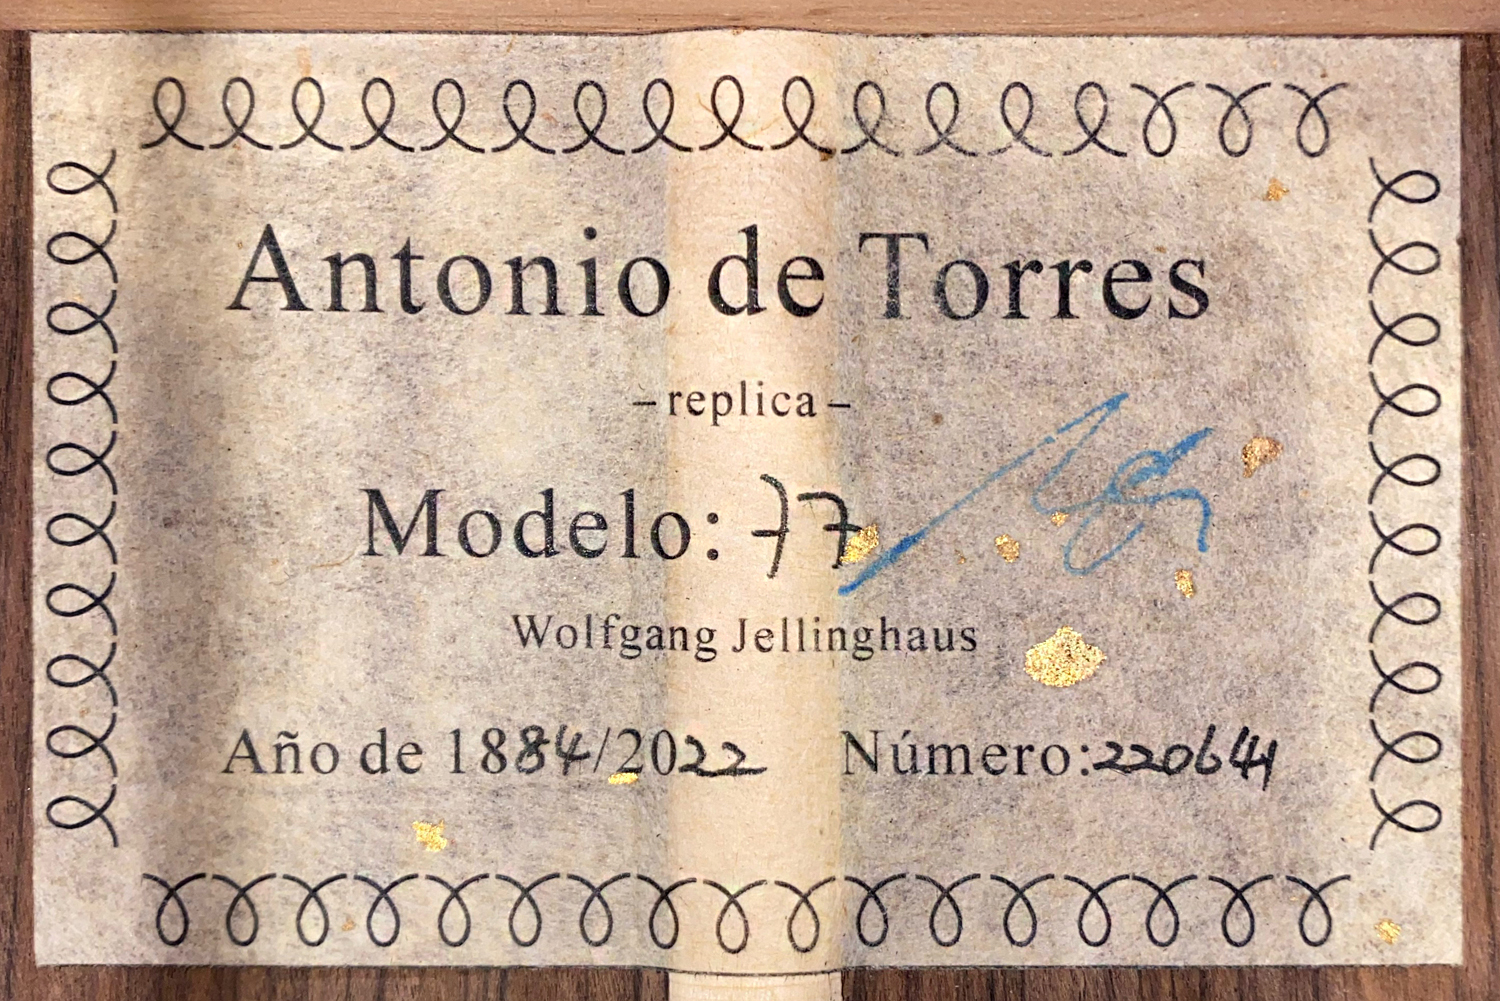 Antonio de Torres
–replica–
Modelo: 77
Wolfgang Jellinghaus
Año de 1884/2022 Número:220641